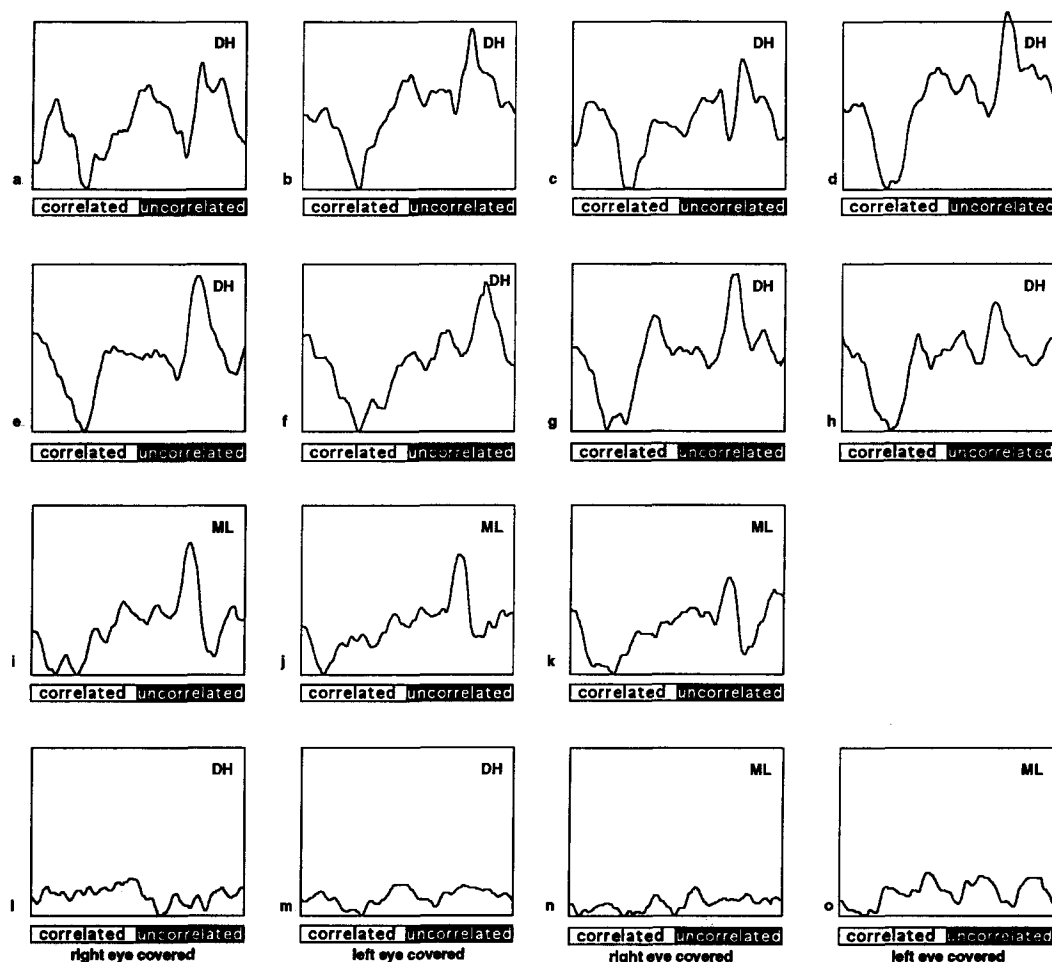 DH DH DH DH
a b c d
correlated uncorrelated correlated uncorrelated correlated uncorrelated correlated uncorrelated
DH DH DH DH
e f g h
correlated uncorrelated correlated uncorrelated correlated uncorrelated correlated uncorrelated
ML ML ML
i j k
correlated uncorrelated correlated uncorrelated correlated uncorrelated
DH DH ML ML
l m n o
correlated uncorrelated correlated uncorrelated correlated uncorrelated correlated uncorrelated
right eye covered left eye covered right eye covered left eye covered